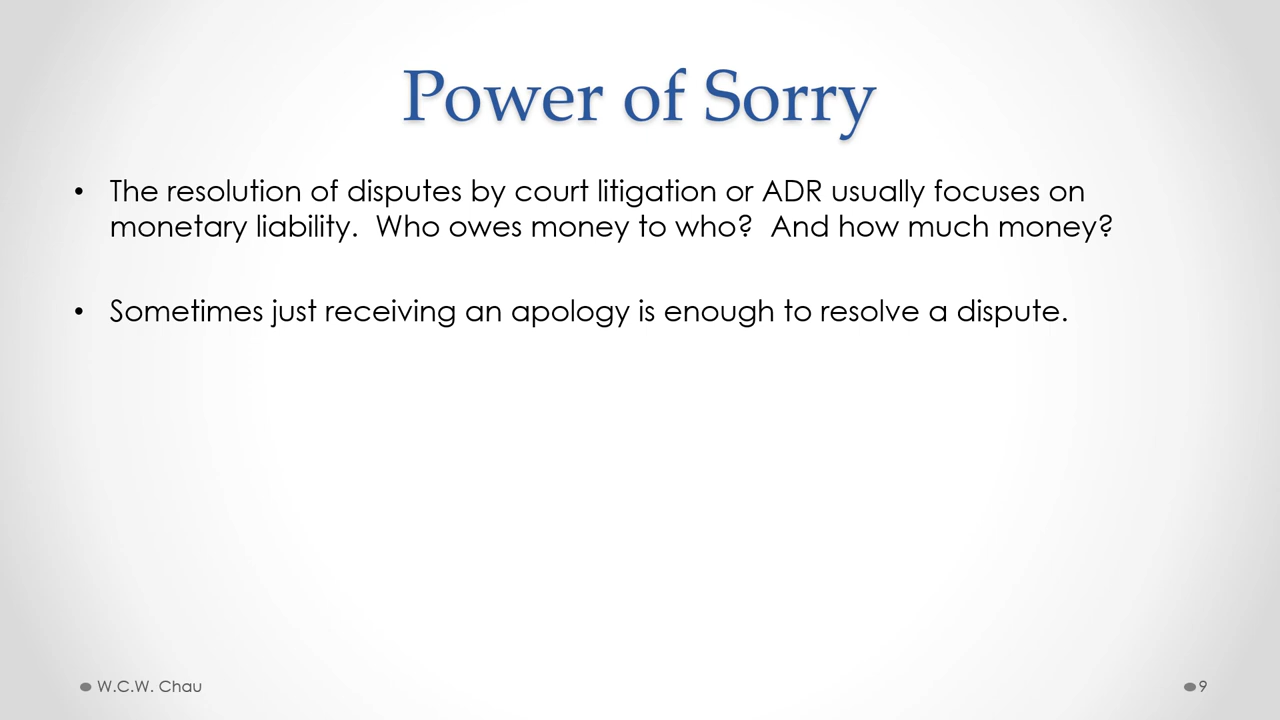 Power of Sorry
• The resolution of disputes by court litigation or ADR usually focuses on
monetary liability.  Who owes money to who?  And how much money?
• Sometimes just receiving an apology is enough to resolve a dispute.
W.C.W. Chau
9